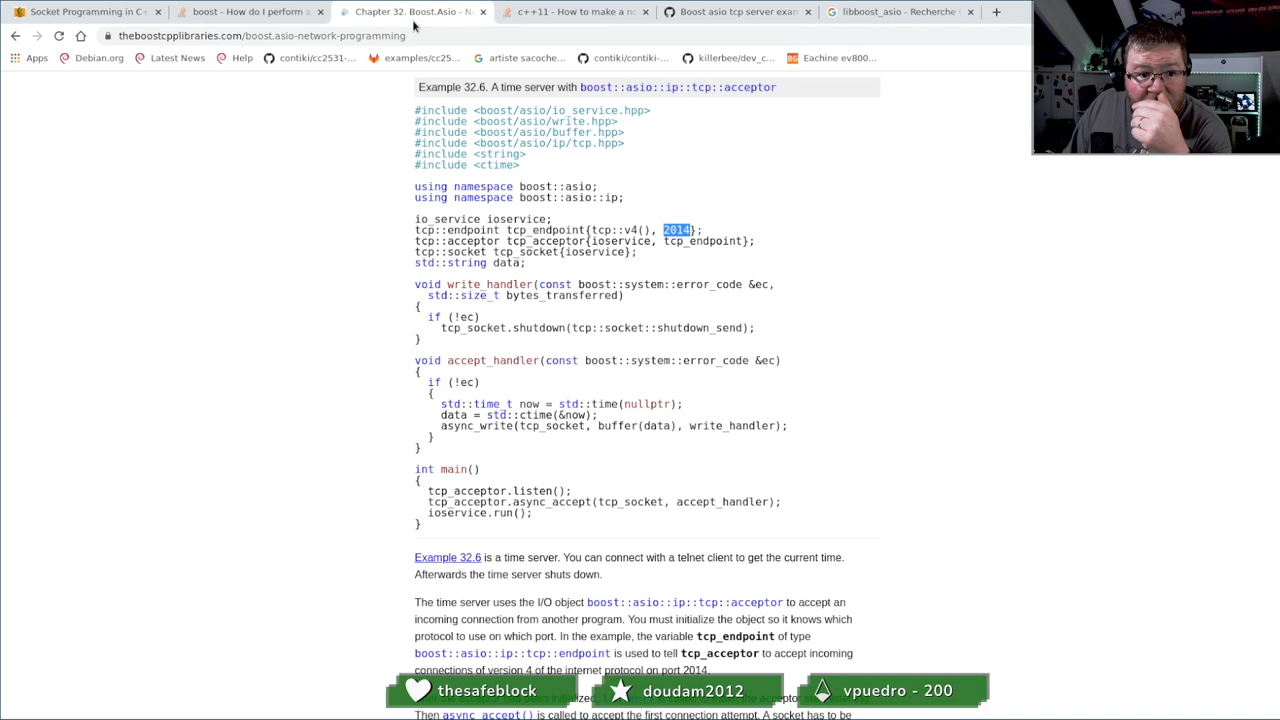 Socket Programming in C+
boost - How do I perform a
Chapter 32. Boost.Asio - N
c++11 - How to make a no
Boost asio tcp server exam
libboost_asio - Recherche G
theboostcpplibraries.com/boost.asio-network-programming
Apps
Debian.org
Latest News
Help
contiki/cc2531-...
examples/cc25...
artiste sacoche...
contiki/contiki-...
killerbee/dev_c...
Eachine ev800...
Example 32.6. A time server with boost::asio::ip::tcp::acceptor
#include <boost/asio/io_service.hpp>
#include <boost/asio/write.hpp>
#include <boost/asio/buffer.hpp>
#include <boost/asio/ip/tcp.hpp>
#include <string>
#include <ctime>
using namespace boost::asio;
using namespace boost::asio::ip;
io_service ioservice;
tcp::endpoint tcp_endpoint{tcp::v4(), 2014};
tcp::acceptor tcp_acceptor{ioservice, tcp_endpoint};
tcp::socket tcp_socket{ioservice};
std::string data;
void write_handler(const boost::system::error_code &ec,
std::size_t bytes_transferred)
{
if (!ec)
tcp_socket.shutdown(tcp::socket::shutdown_send);
}
void accept_handler(const boost::system::error_code &ec)
{
if (!ec)
{
std::time_t now = std::time(nullptr);
data = std::ctime(&now);
async_write(tcp_socket, buffer(data), write_handler);
}
}
int main()
{
tcp_acceptor.listen();
tcp_acceptor.async_accept(tcp_socket, accept_handler);
ioservice.run();
}
Example 32.6 is a time server. You can connect with a telnet client to get the current time.
Afterwards the time server shuts down.
The time server uses the I/O object boost::asio::ip::tcp::acceptor to accept an
incoming connection from another program. You must initialize the object so it knows which
protocol to use on which port. In the example, the variable tcp_endpoint of type
boost::asio::ip::tcp::endpoint is used to tell tcp_acceptor to accept incoming
connections of version 4 of the internet protocol on port 2014.
thesafeblock
doudam2012
vpuedro - 200
Then async_accept() is called to accept the first connection attempt. A socket has to be